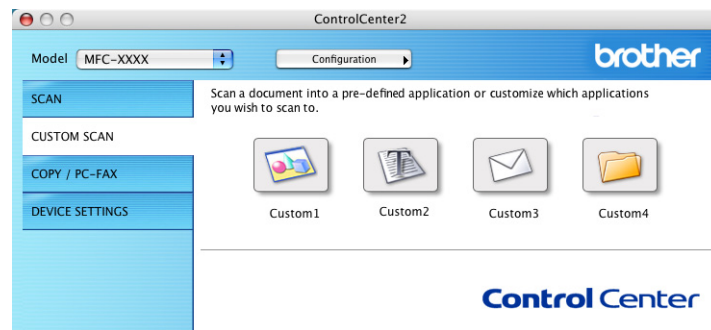 ControlCenter2
Model MFC-XXXX Configuration brother
SCAN
CUSTOM SCAN
COPY / PC-FAX
DEVICE SETTINGS
Scan a document into a pre-defined application or customize which applications
you wish to scan to.
Custom1 Custom2 Custom3 Custom4
Control Center